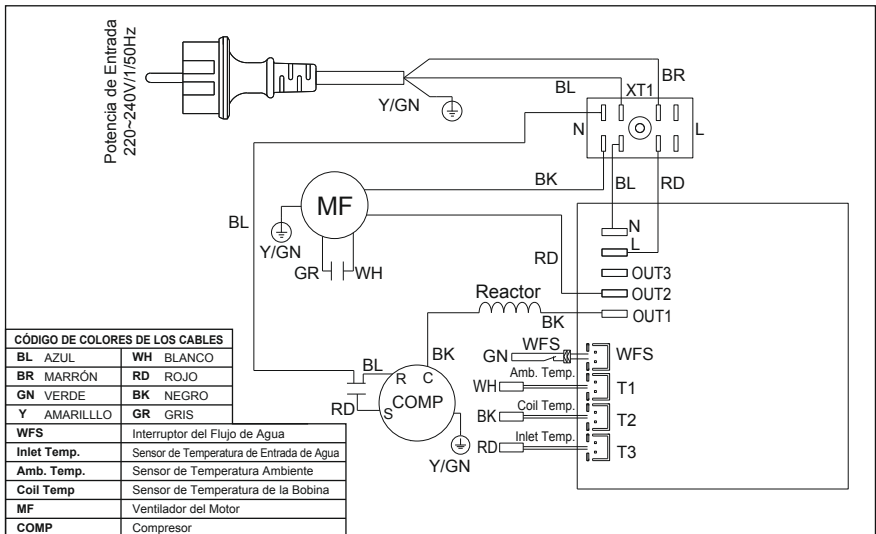 Potencia de Entrada
220~240V/1/50Hz
Y/GN
BL
BR
XT1
N
L
BK
BL
RD
MF
BL
Y/GN
GR
WH
RD
N
L
OUT3
OUT2
OUT1
Reactor
BK
BK
WFS
GN
WFS
Amb. Temp.
WH
T1
Coil Temp.
BK
T2
Inlet Temp.
RD
T3
BL
R
C
COMP
S
RD
Y/GN
CÓDIGO DE COLORES DE LOS CABLES
BL AZUL WH BLANCO
BR MARRÓN RD ROJO
GN VERDE BK NEGRO
Y AMARILLLO GR GRIS
WFS Interruptor del Flujo de Agua
Inlet Temp. Sensor de Temperatura de Entrada de Agua
Amb. Temp. Sensor de Temperatura Ambiente
Coil Temp Sensor de Temperatura de la Bobina
MF Ventilador del Motor
COMP Compresor